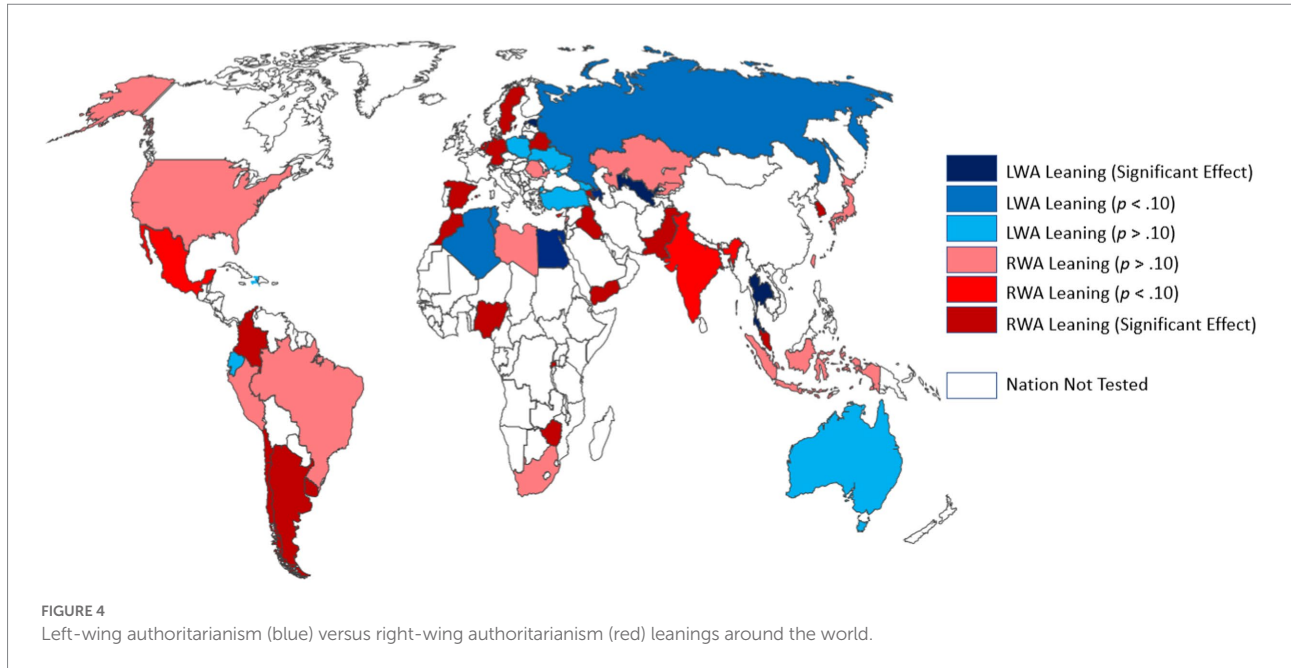 LWA Leaning (Significant Effect)
LWA Leaning (p < .10)
LWA Leaning (p > .10)
RWA Leaning (p > .10)
RWA Leaning (p < .10)
RWA Leaning (Significant Effect)
Nation Not Tested
FIGURE 4
Left-wing authoritarianism (blue) versus right-wing authoritarianism (red) leanings around the world.